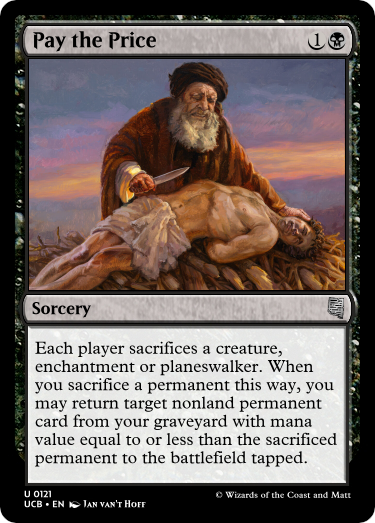 Pay the Price 1
Sorcery
Each player sacrifices a creature,
enchantment or planeswalker. When
you sacrifice a permanent this way, you
may return target nonland permanent
card from your graveyard with mana
value equal to or less than the sacrificed
permanent to the battlefield tapped.
U 0121
UCB • EN Jan van't Hoff © Wizards of the Coast and Matt